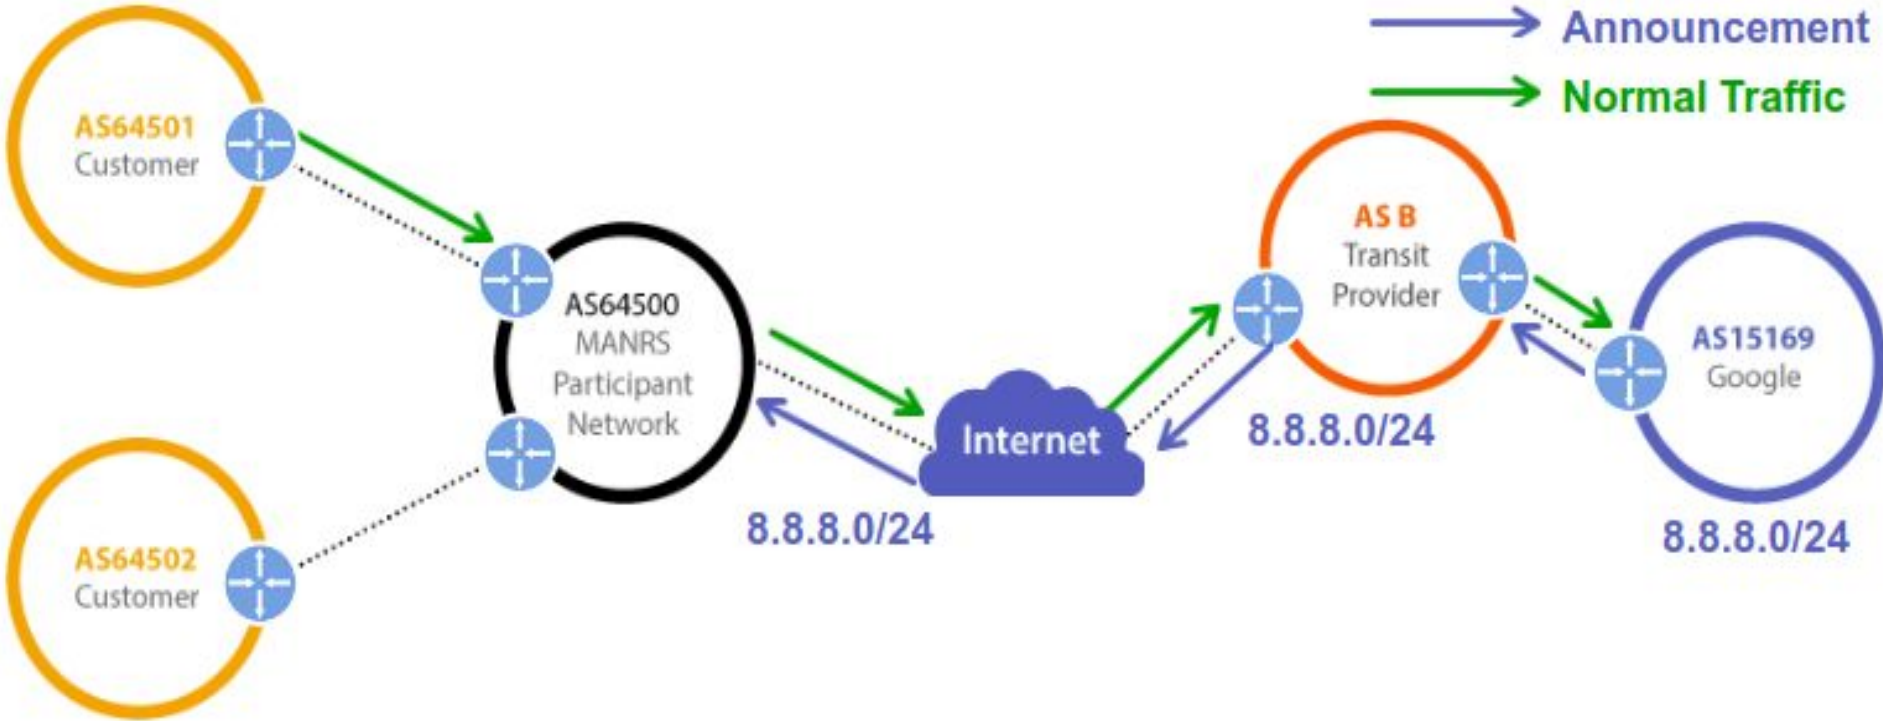 Announcement
Normal Traffic
AS64501
Customer
AS64500
MANRS
Participant
Network
AS64502
Customer
Internet
8.8.8.0/24
AS B
Transit
Provider
8.8.8.0/24
AS15169
Google
8.8.8.0/24